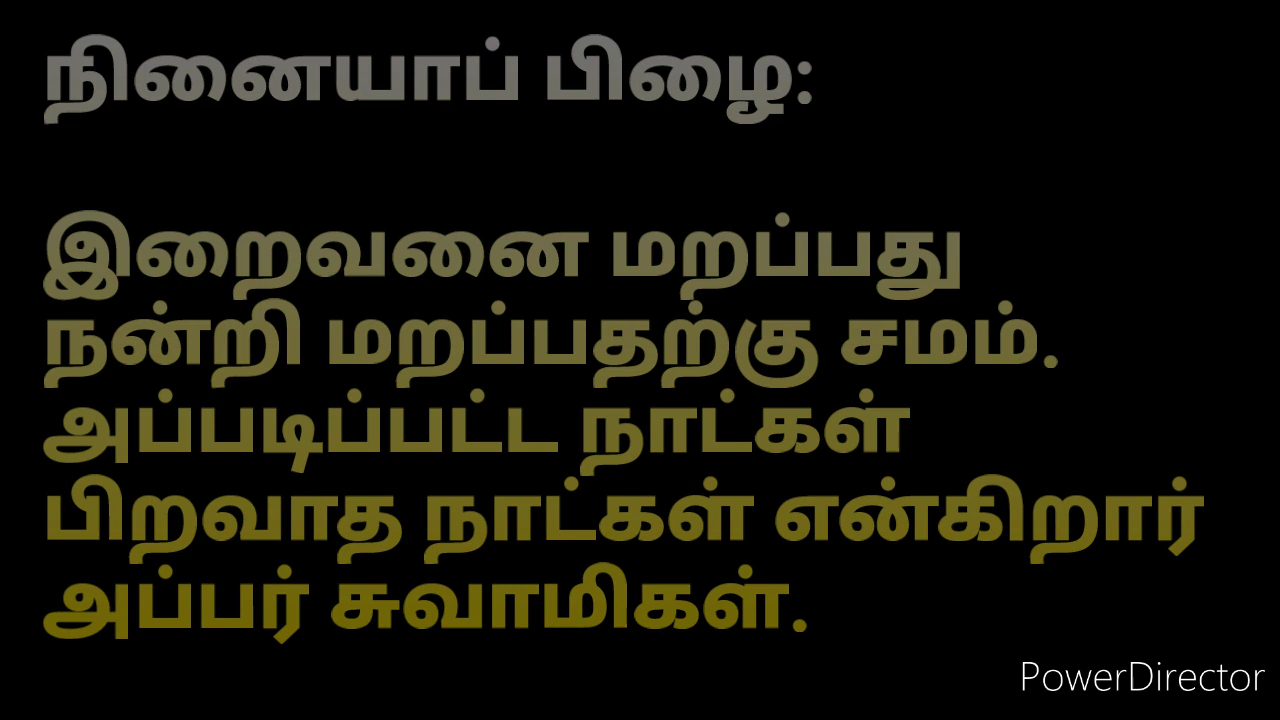 நினையாப் பிழை:
இறைவனை மறப்பது
நன்றி மறப்பதற்கு சமம்.
அப்படிப்பட்ட நாட்கள்
பிறவாத நாட்கள் என்கிறார்
அப்பர் சுவாமிகள்.
PowerDirector